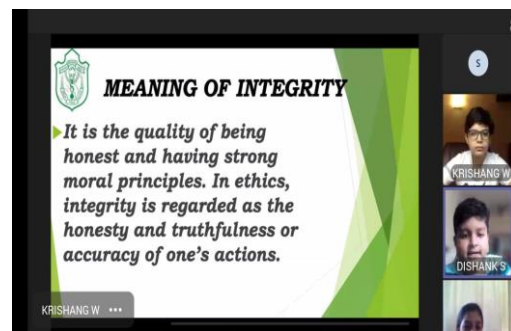 MEANING OF INTEGRITY
It is the quality of being
honest and having strong
moral principles. In ethics,
integrity is regarded as the
honesty and truthfulness or
accuracy of one's actions.
KRISHANG W •••
S
KRISHANG W
DISHANK S